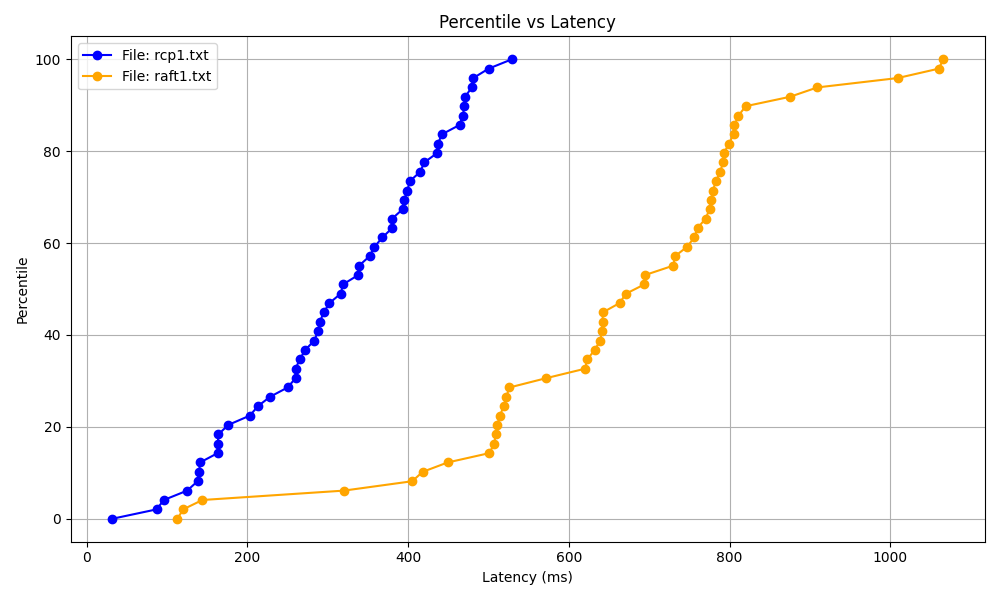 Percentile vs Latency
File: rcp1.txt
File: raft1.txt
100
80
60
40
20
0
Percentile
0 200 400 600 800 1000
Latency (ms)